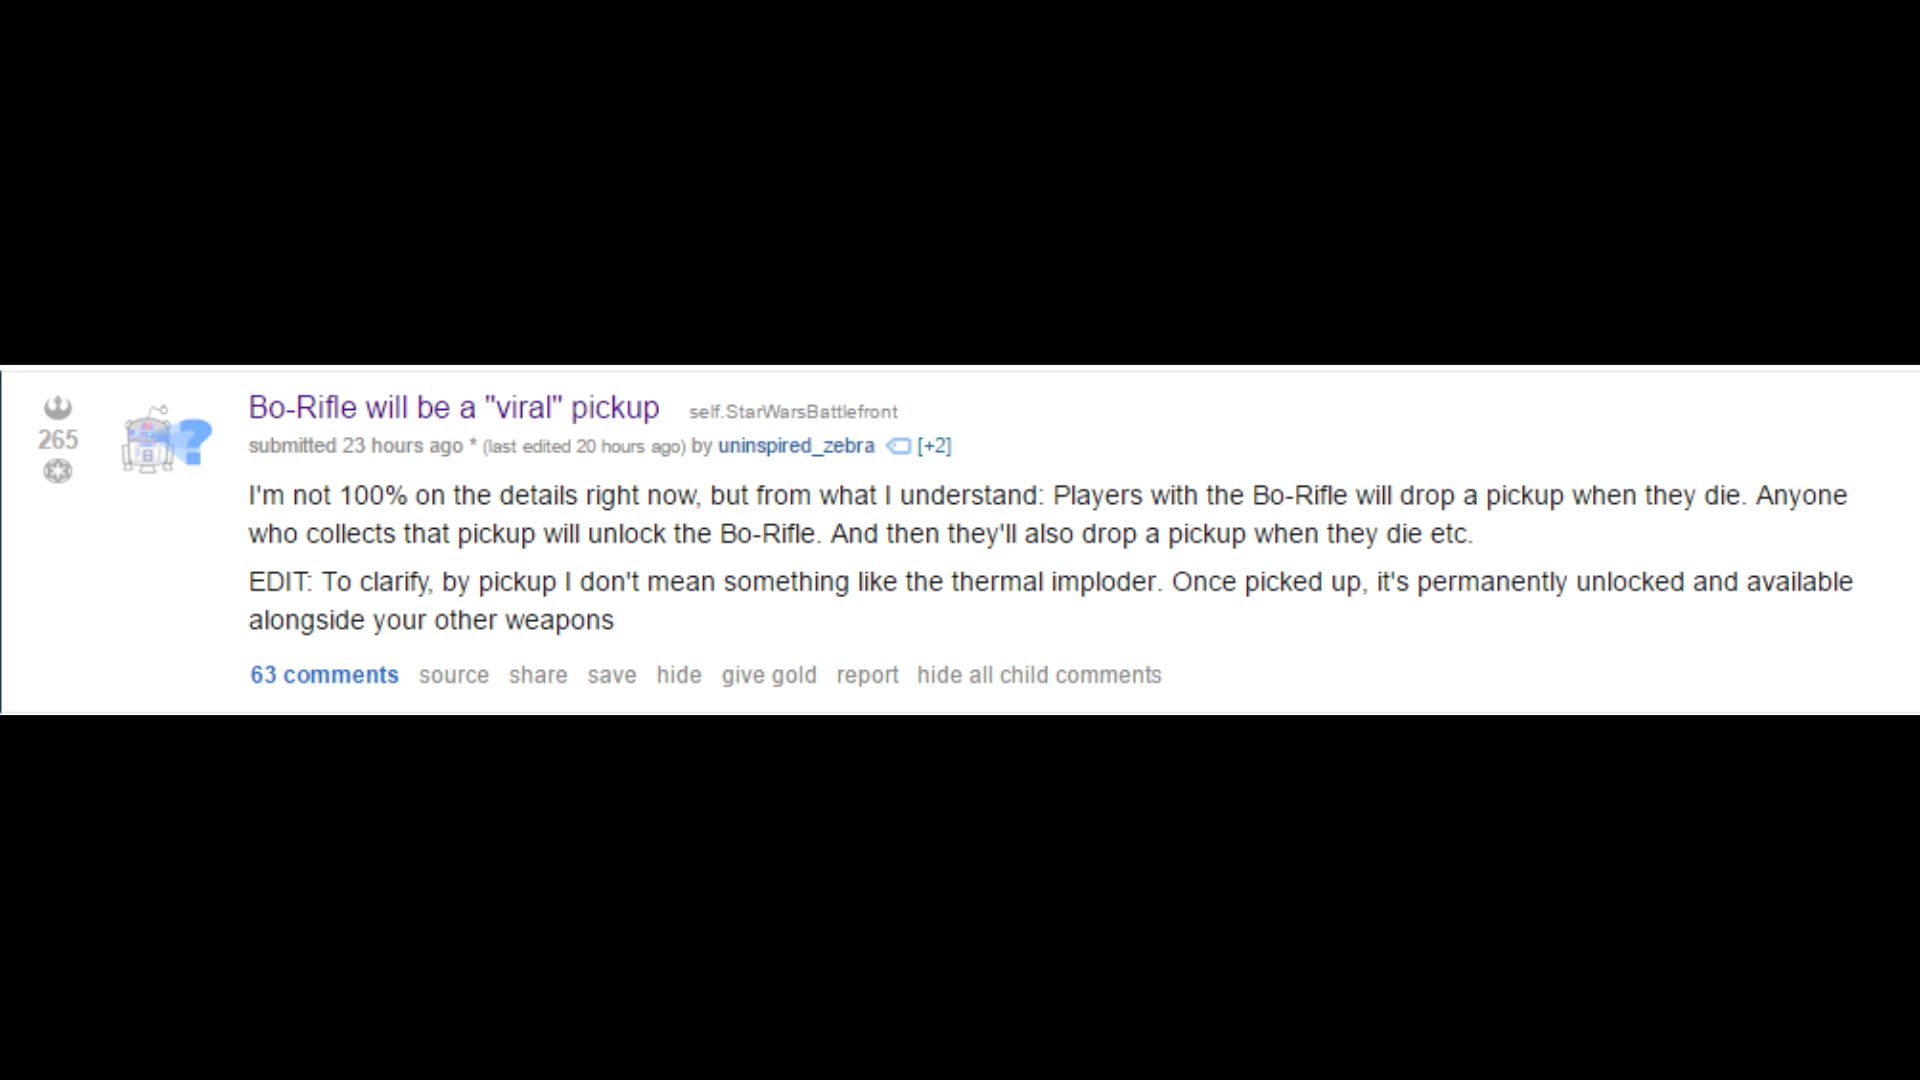 Bo-Rifle will be a "viral" pickup self.StarWarsBattlefront
265
submitted 23 hours ago * (last edited 20 hours ago) by uninspired_zebra [+2]
I'm not 100% on the details right now, but from what I understand: Players with the Bo-Rifle will drop a pickup when they die. Anyone
who collects that pickup will unlock the Bo-Rifle. And then they'll also drop a pickup when they die etc.
EDIT: To clarify, by pickup I don't mean something like the thermal imploder. Once picked up, it's permanently unlocked and available
alongside your other weapons
63 comments source share save hide give gold report hide all child comments